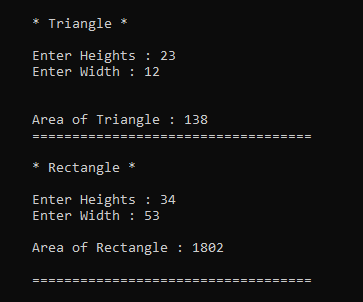 * Triangle *
Enter Heights : 23
Enter Width : 12
Area of Triangle : 138
===================================
* Rectangle *
Enter Heights : 34
Enter Width : 53
Area of Rectangle : 1802
===================================